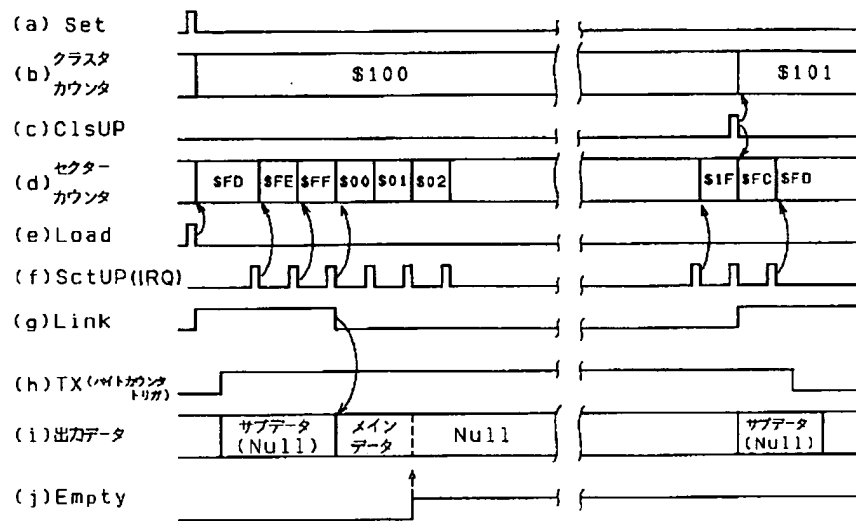 (a) Set
(b) クラスタ
カウンタ
$100
$101
(c) ClsUP
(d) セクター
カウンタ
$FD $FE $FF $00 $01 $02 $1F $FC $FD
(e) Load
(f) SctUP(IRQ)
(g) Link
(h) TX (バイトカウンタ
トリガ)
(i) 出力データ
サブデータ
(Null)
メイン
データ
Null
サブデータ
(Null)
(j) Empty